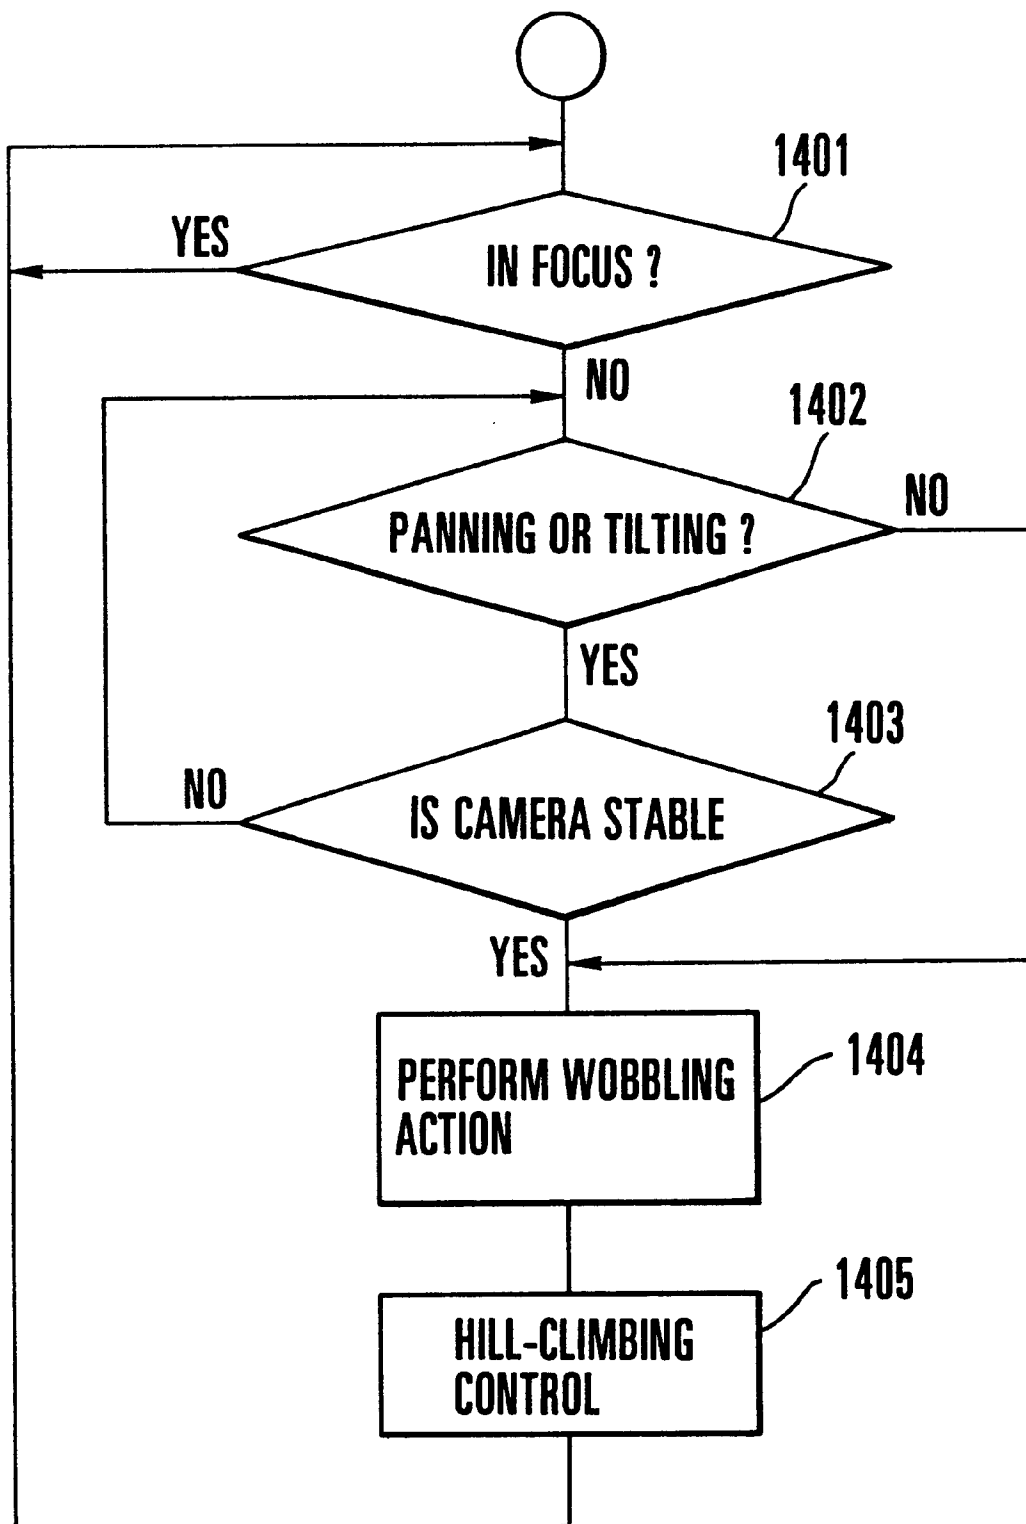 1401
YES
IN FOCUS ?
NO
1402
NO
PANNING OR TILTING ?
YES
1403
NO
IS CAMERA STABLE
YES
1404
PERFORM WOBBLING
ACTION
1405
HILL-CLIMBING
CONTROL